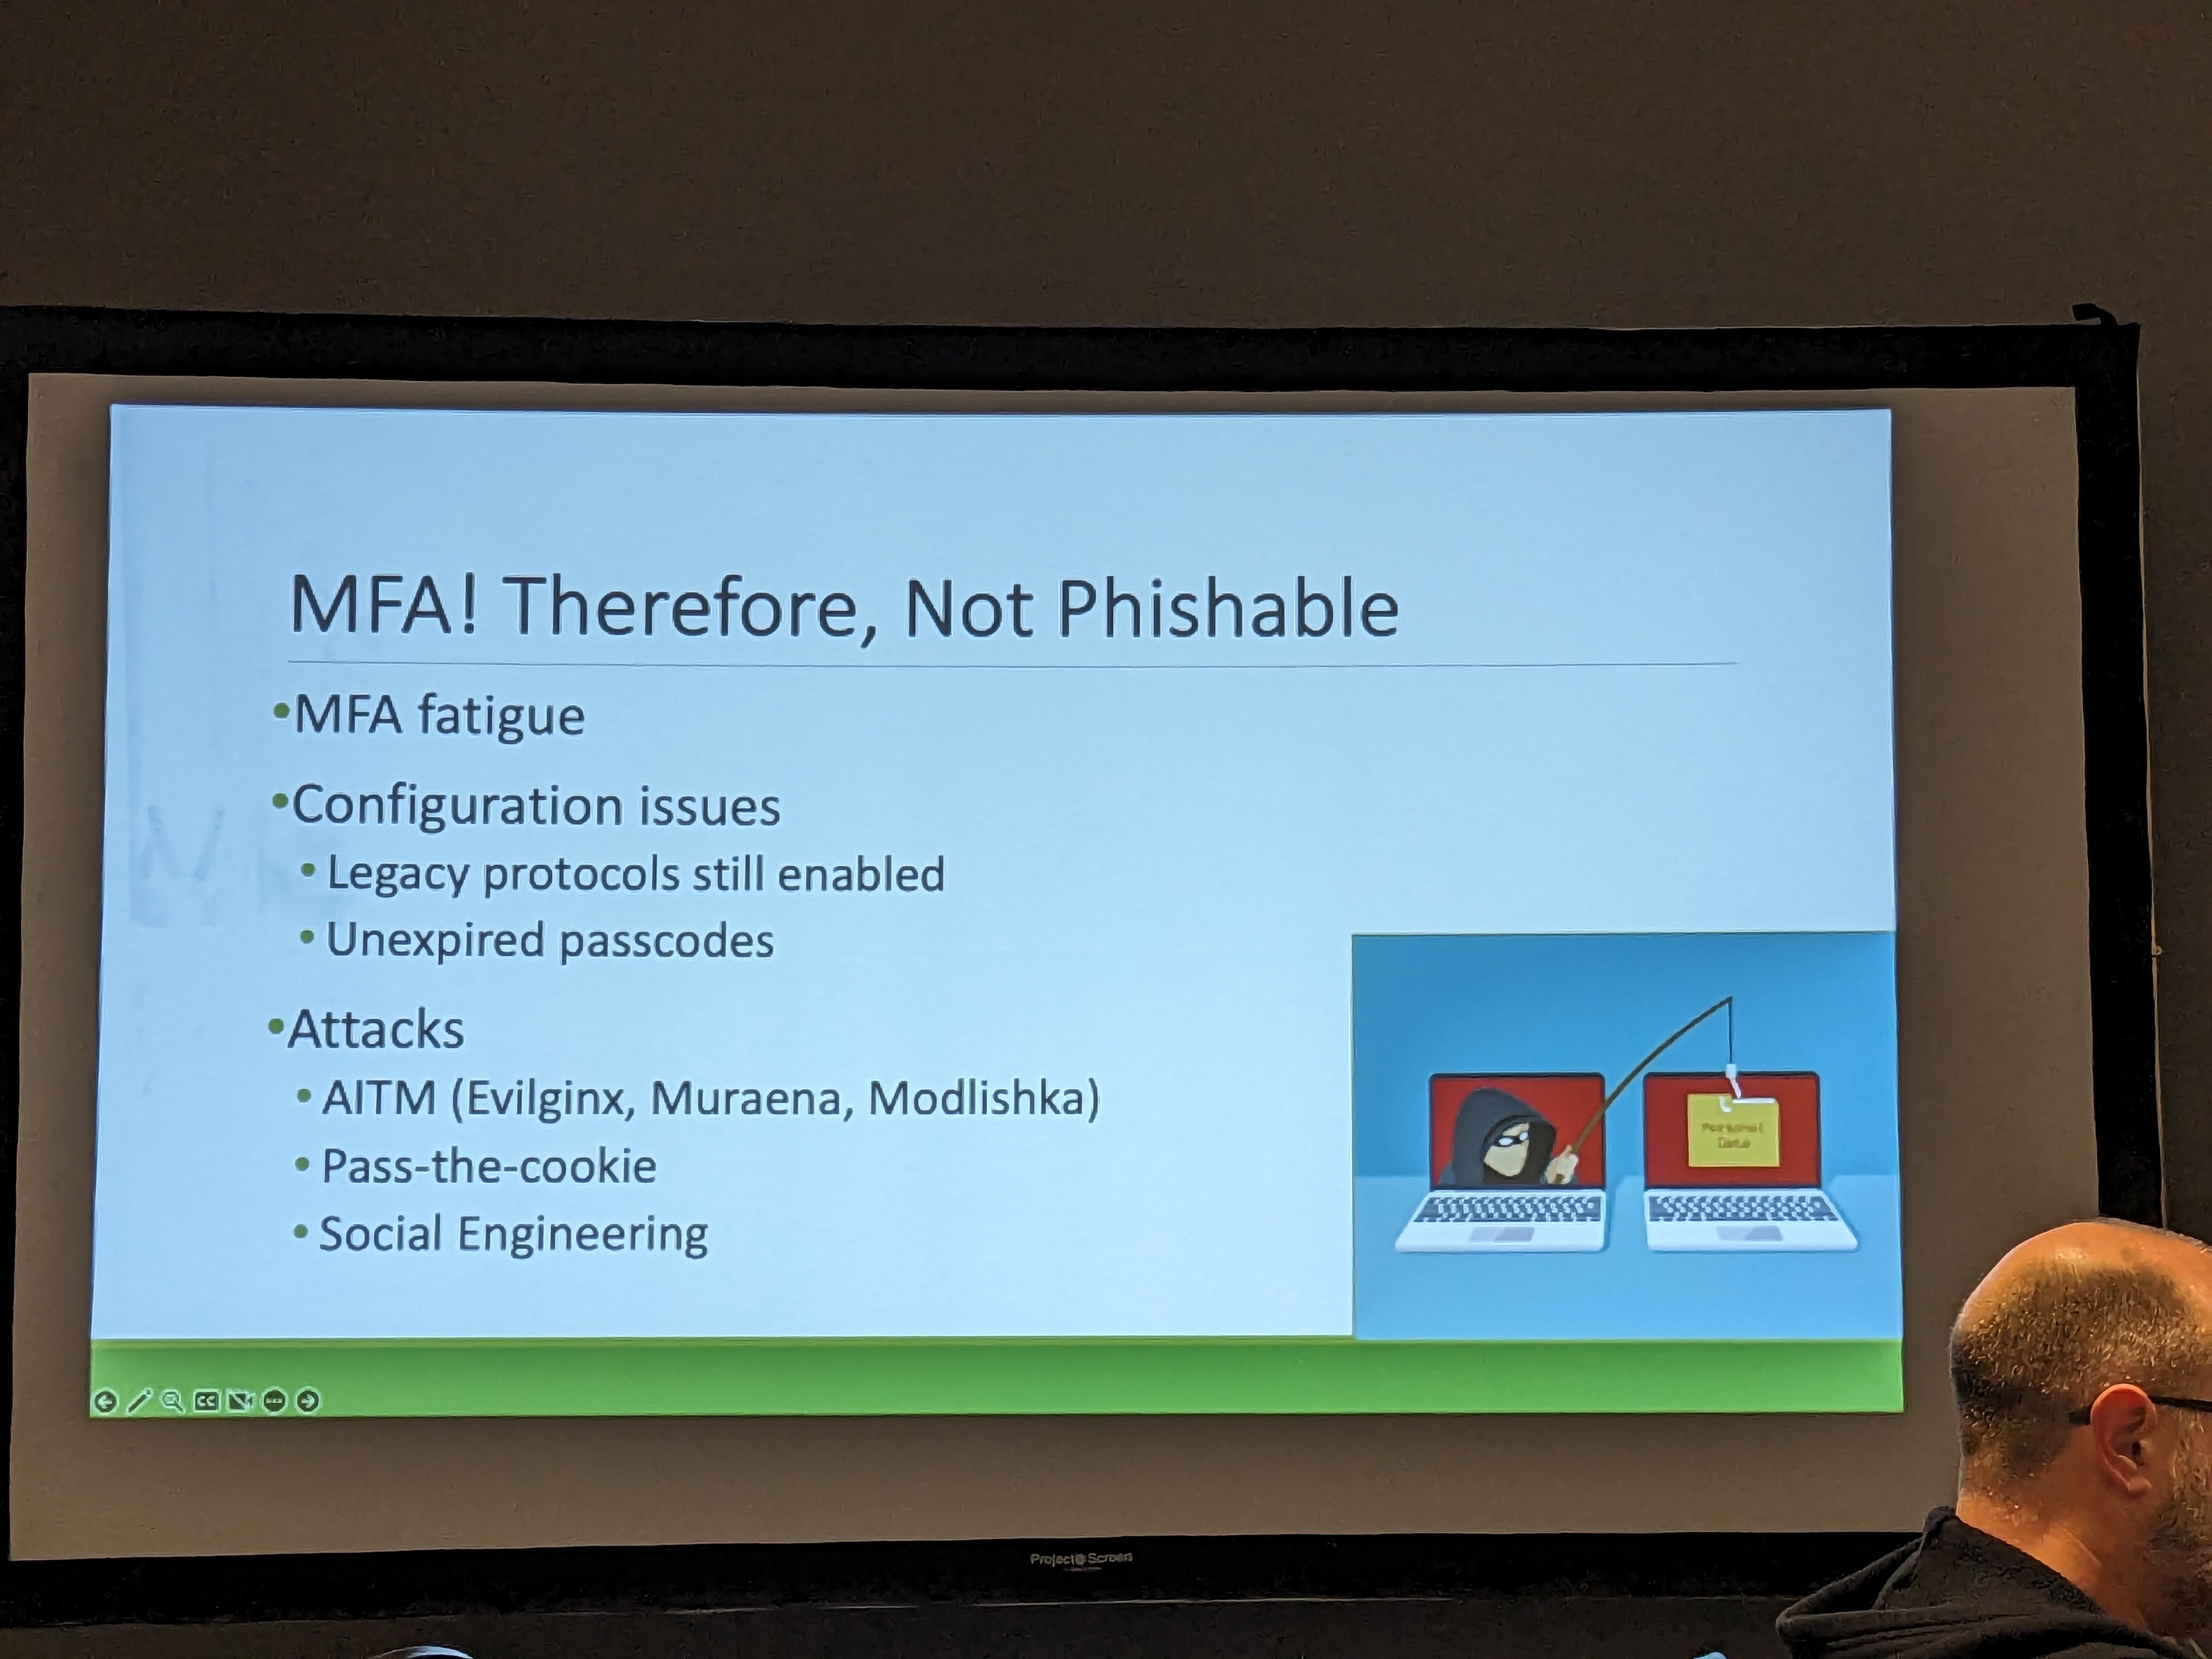 MFA! Therefore, Not Phishable
•MFA fatigue
•Configuration issues
• Legacy protocols still enabled
• Unexpired passcodes
•Attacks
• AITM (Evilginx, Muraena, Modlishka)
• Pass-the-cookie
• Social Engineering
Personal
Data
CC
Project Screen